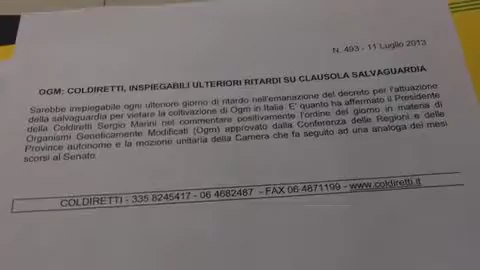 N. 493 - 11 Luglio 2013
OGM: COLDIRETTI, INSPIEGABILI ULTERIORI RITARDI SU CLAUSOLA SALVAGUARDIA
Sarebbe inspiegabile ogni ulteriore giorno di ritardo nell'emanazione del decreto per l'attuazione
della salvaguardia per vietare la coltivazione di Ogm in Italia. E' quanto ha affermato il Presidente
della Coldiretti Sergio Marini nel commentare positivamente l'ordine del giorno in materia di
Organismi Geneticamente Modificati (Ogm) approvato dalla Conferenza delle Regioni e delle
Province autonome e la mozione unitaria della Camera che fa seguito ad una analoga dei mesi
scorsi al Senato
COLDIRETTI - 335 8245417 - 06 4682487 - FAX 06 4871199 - www.coldiretti.it